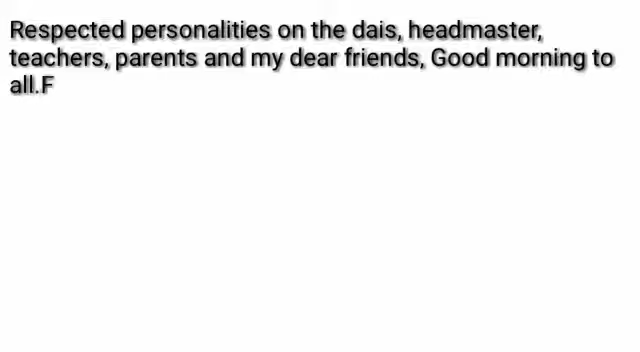 Respected personalities on the dais, headmaster,
teachers, parents and my dear friends, Good morning to
all.F